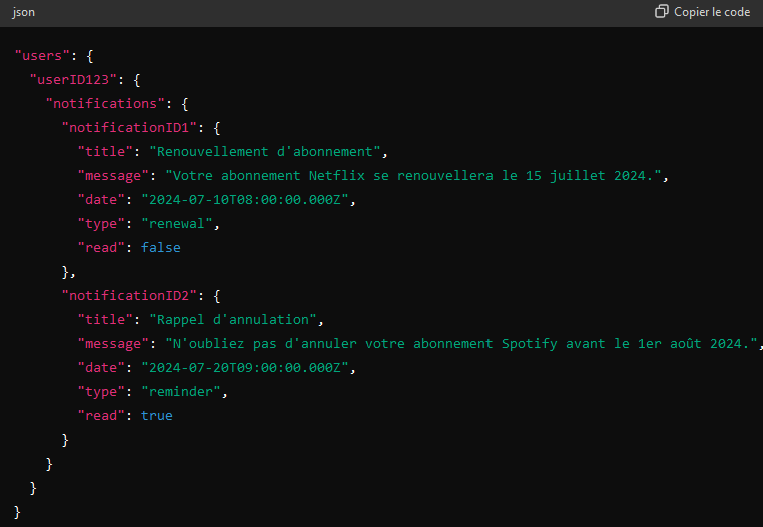 json
Copier le code
"users": {
  "userID123": {
    "notifications": {
      "notificationID1": {
        "title": "Renouvellement d'abonnement",
        "message": "Votre abonnement Netflix se renouvellera le 15 juillet 2024.",
        "date": "2024-07-10T08:00:00.000Z",
        "type": "renewal",
        "read": false
      },
      "notificationID2": {
        "title": "Rappel d'annulation",
        "message": "N'oubliez pas d'annuler votre abonnement Spotify avant le 1er août 2024.",
        "date": "2024-07-20T09:00:00.000Z",
        "type": "reminder",
        "read": true
      }
    }
  }
}